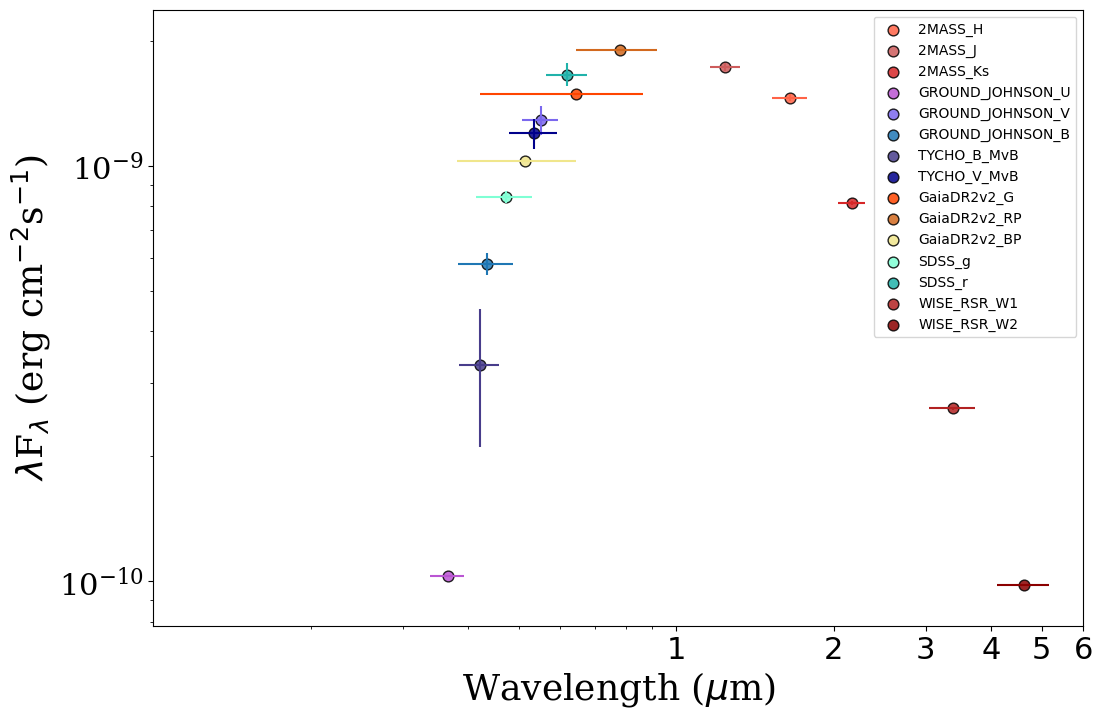 2MASS_H
2MASS_J
2MASS_Ks
GROUND_JOHNSON_U
GROUND_JOHNSON_V
GROUND_JOHNSON_B
TYCHO_B_MvB
TYCHO_V_MvB
GaiaDR2v2_G
GaiaDR2v2_RP
GaiaDR2v2_BP
SDSS_g
SDSS_r
WISE_RSR_W1
WISE_RSR_W2
λF_λ (erg cm⁻²s⁻¹)
10⁻⁹
10⁻¹⁰
1 2 3 4 5 6
Wavelength (μm)